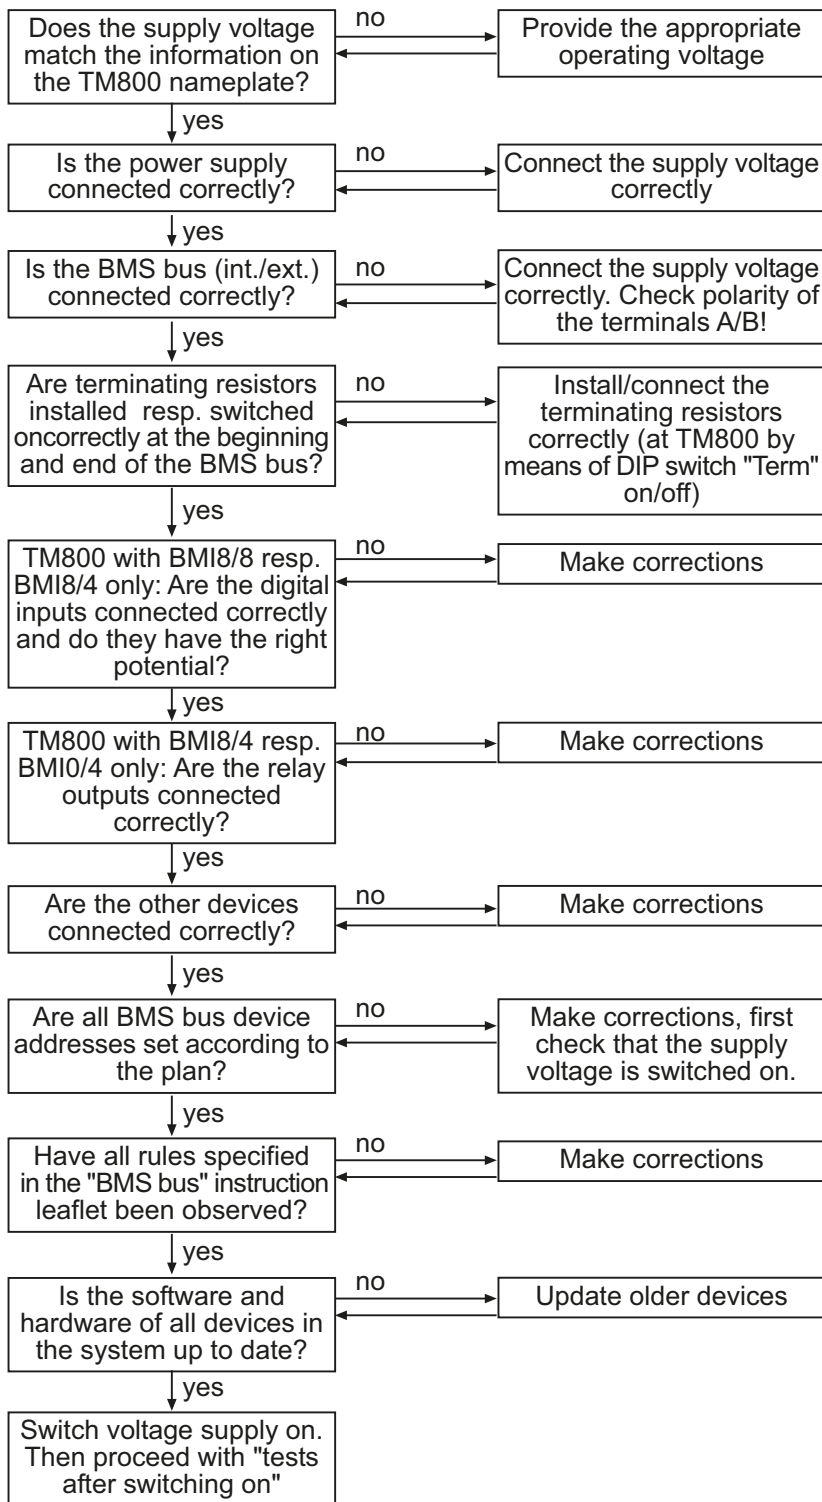 Does the supply voltage
match the information on
the TM800 nameplate?
no
Provide the appropriate
operating voltage
yes
Is the power supply
connected correctly?
no
Connect the supply voltage
correctly
yes
Is the BMS bus (int./ext.)
connected correctly?
no
Connect the supply voltage
correctly. Check polarity of
the terminals A/B!
yes
Are terminating resistors
installed resp. switched
oncorrectly at the beginning
and end of the BMS bus?
no
Install/connect the
terminating resistors
correctly (at TM800 by
means of DIP switch "Term"
on/off)
yes
TM800 with BMI8/8 resp.
BMI8/4 only: Are the digital
inputs connected correctly
and do they have the right
potential?
no
Make corrections
yes
TM800 with BMI8/4 resp.
BMI0/4 only: Are the relay
outputs connected
correctly?
no
Make corrections
yes
Are the other devices
connected correctly?
no
Make corrections
yes
Are all BMS bus device
addresses set according to
the plan?
no
Make corrections, first
check that the supply
voltage is switched on.
yes
Have all rules specified
in the "BMS bus" instruction
leaflet been observed?
no
Make corrections
yes
Is the software and
hardware of all devices in
the system up to date?
no
Update older devices
yes
Switch voltage supply on.
Then proceed with "tests
after switching on"